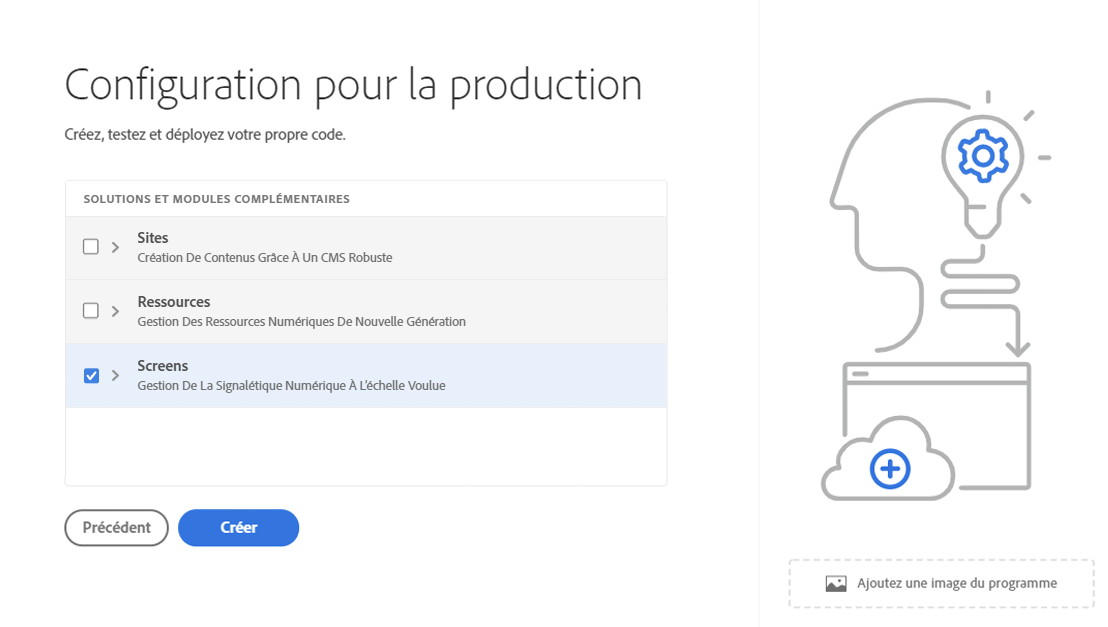 Configuration pour la production
Créez, testez et déployez votre propre code.
SOLUTIONS ET MODULES COMPLÉMENTAIRES
Sites
Création De Contenus Grâce À Un CMS Robuste
Ressources
Gestion Des Ressources Numériques De Nouvelle Génération
Screens
Gestion De La Signalétique Numérique À L'échelle Voulue
Précédent
Créer
Ajoutez une image du programme